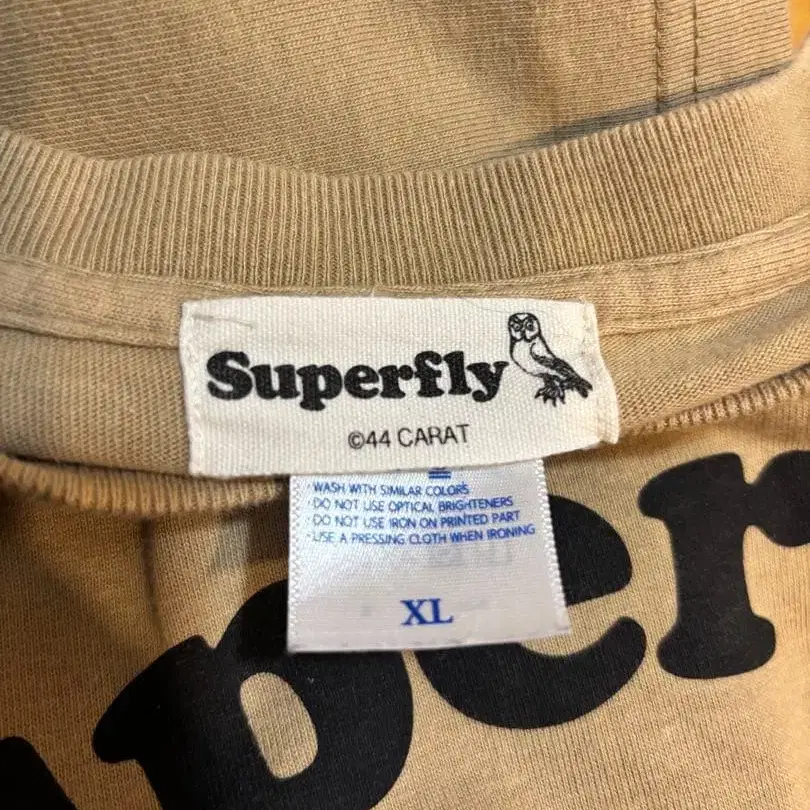 Superfly
©44 CARAT
· WASH WITH SIMILAR COLORS
· DO NOT USE OPTICAL BRIGHTENERS
· DO NOT USE IRON ON PRINTED PART
· USE A PRESSING CLOTH WHEN IRONING
XL
per